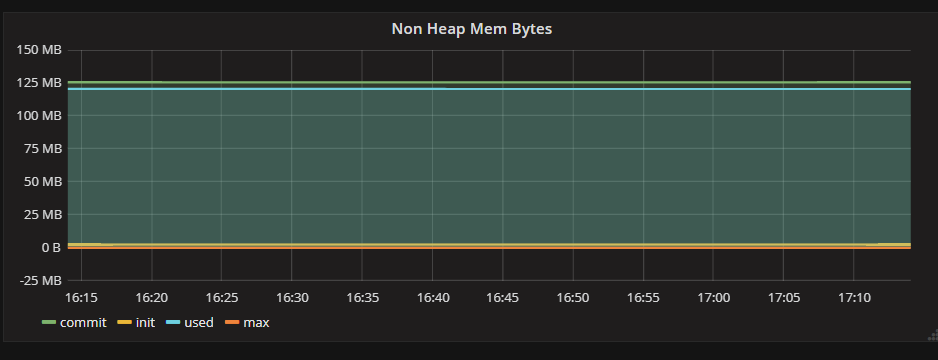 Non Heap Mem Bytes
150 MB
125 MB
100 MB
75 MB
50 MB
25 MB
0 B
-25 MB
16:15 16:20 16:25 16:30 16:35 16:40 16:45 16:50 16:55 17:00 17:05 17:10
commit init used max